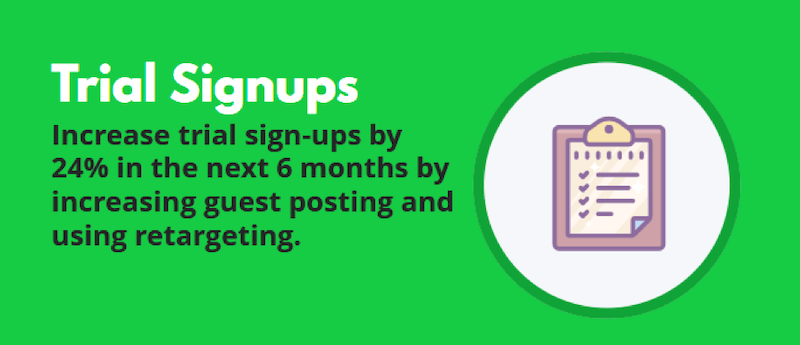 Trial Signups
Increase trial sign-ups by
24% in the next 6 months by
increasing guest posting and
using retargeting.